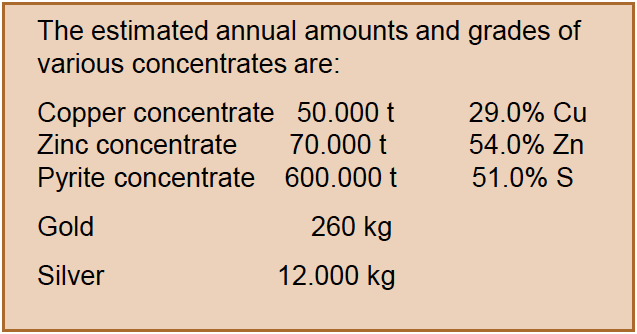 The estimated annual amounts and grades of
various concentrates are:
Copper concentrate 50.000 t 29.0% Cu
Zinc concentrate 70.000 t 54.0% Zn
Pyrite concentrate 600.000 t 51.0% S
Gold 260 kg
Silver 12.000 kg